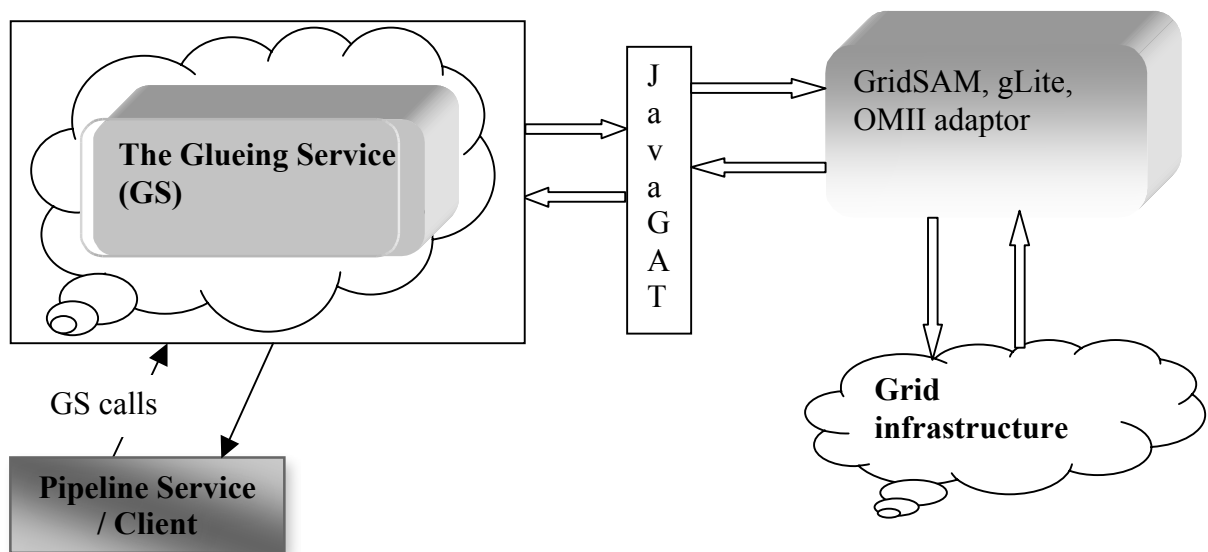 The Glueing Service
(GS)
J
a
v
a
G
A
T
GridSAM, gLite,
OMII adaptor
GS calls
Grid
infrastructure
Pipeline Service
/ Client